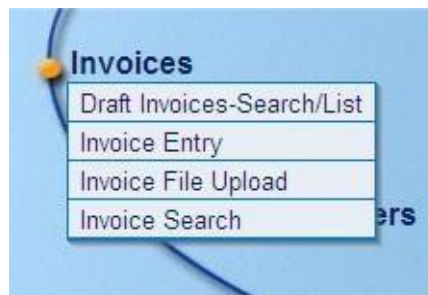 Invoices
Draft Invoices-Search/List
Invoice Entry
Invoice File Upload
Invoice Search